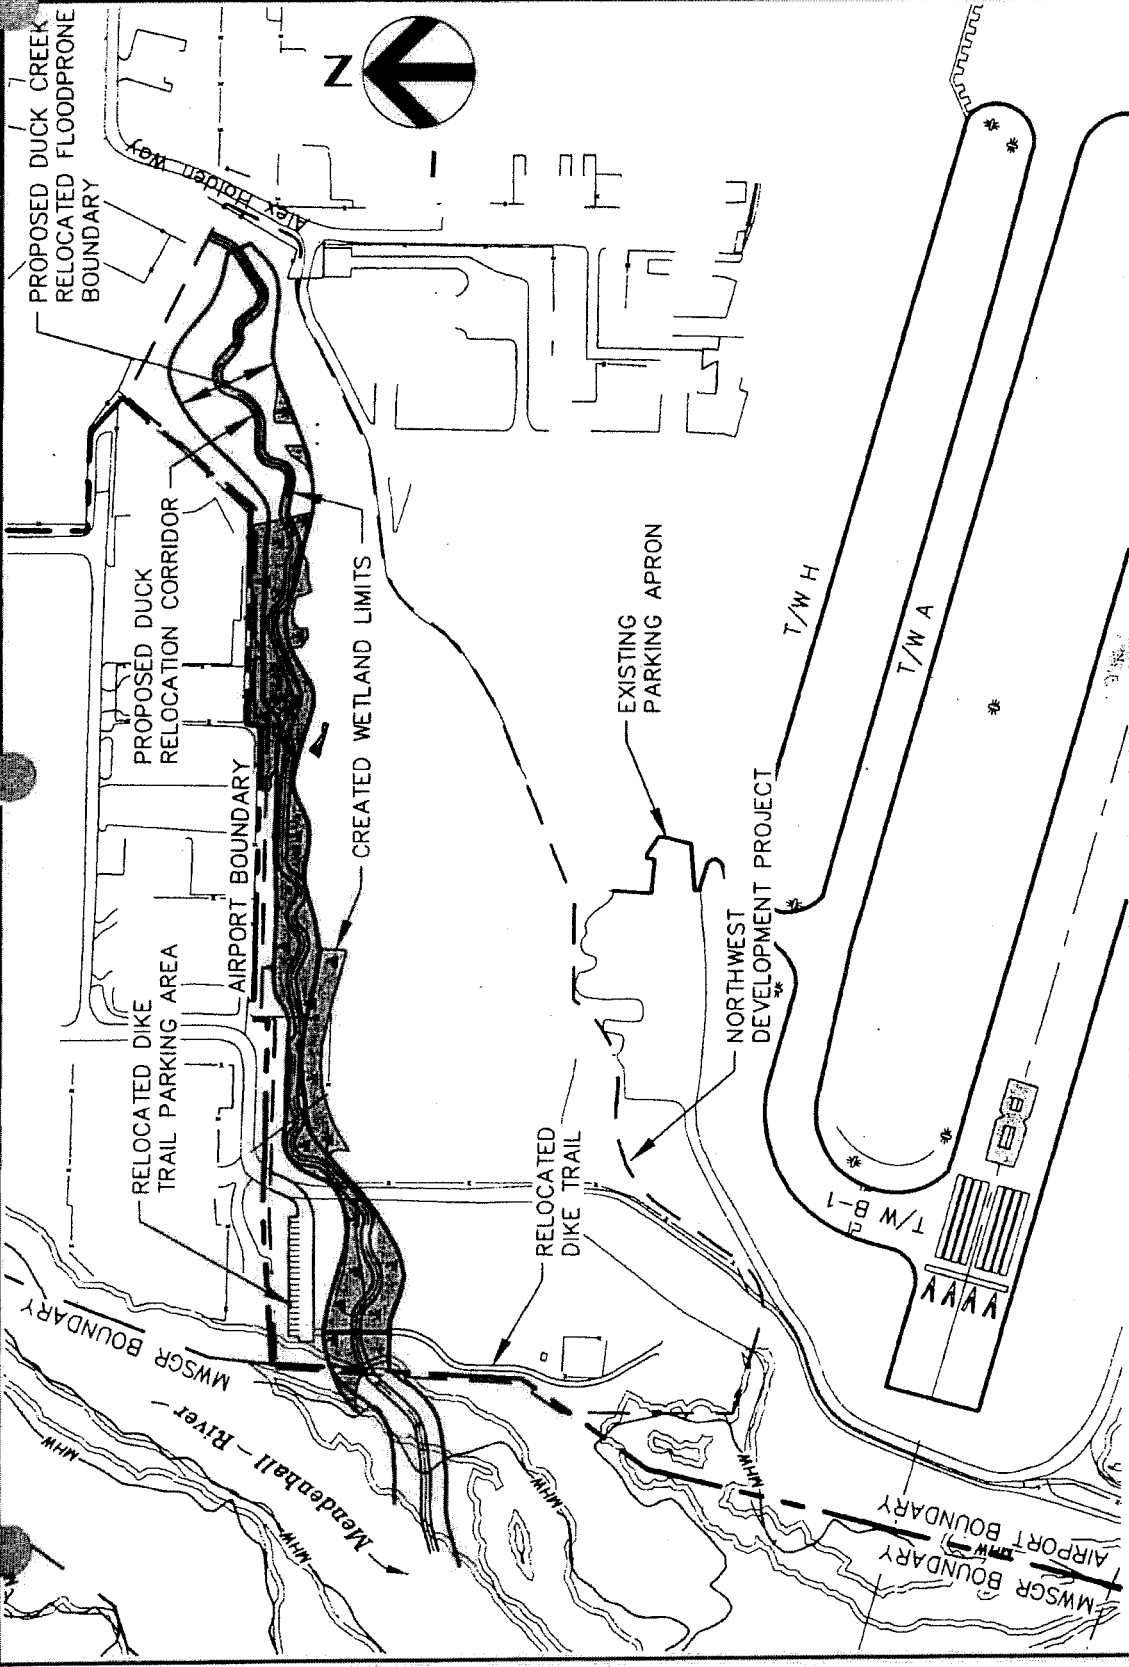 PROPOSED DUCK CREEK
RELOCATED FLOODPRONE
BOUNDARY
N
Alex Holden Way
PROPOSED DUCK
RELOCATION CORRIDOR
CREATED WETLAND LIMITS
AIRPORT BOUNDARY
RELOCATED DIKE
TRAIL PARKING AREA
EXISTING
PARKING APRON
T/W H
T/W A
NORTHWEST
DEVELOPMENT PROJECT
RELOCATED
DIKE TRAIL
T/W B-1
MWSGR BOUNDARY
Mendenhall - River -
MHW
MHW
MHW
MHW
MHW
AIRPORT BOUNDARY
MWSGR BOUNDARY